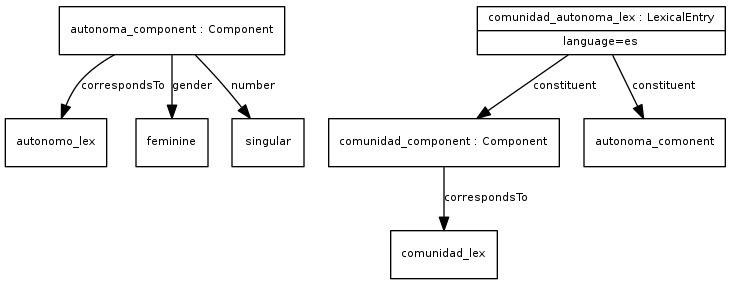 autonoma_component : Component
comunidad_autonoma_lex : LexicalEntry
language=es
correspondsTo
gender
number
constituent
constituent
autonomo_lex
feminine
singular
comunidad_component : Component
autonoma_comonent
correspondsTo
comunidad_lex